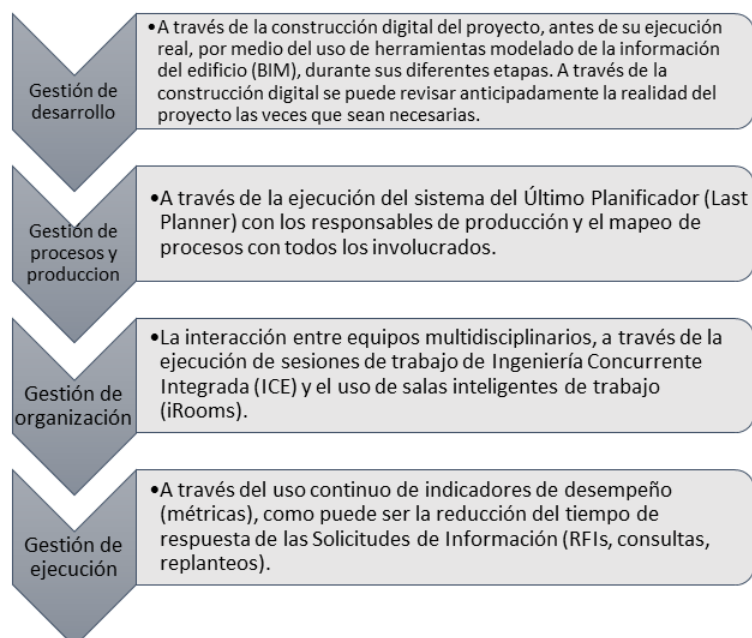 Gestión de
desarrollo
•A través de la construcción digital del proyecto, antes de su ejecución
real, por medio del uso de herramientas modelado de la información
del edificio (BIM), durante sus diferentes etapas. A través de la
construcción digital se puede revisar anticipadamente la realidad del
proyecto las veces que sean necesarias.
Gestión de
procesos y
produccion
•A través de la ejecución del sistema del Último Planificador (Last
Planner) con los responsables de producción y el mapeo de
procesos con todos los involucrados.
Gestión de
organización
•La interacción entre equipos multidisciplinarios, a través de la
ejecución de sesiones de trabajo de Ingeniería Concurrente
Integrada (ICE) y el uso de salas inteligentes de trabajo
(iRooms).
Gestión de
ejecución
•A través del uso continuo de indicadores de desempeño
(métricas), como puede ser la reducción del tiempo de
respuesta de las Solicitudes de Información (RFIs, consultas,
replanteos).